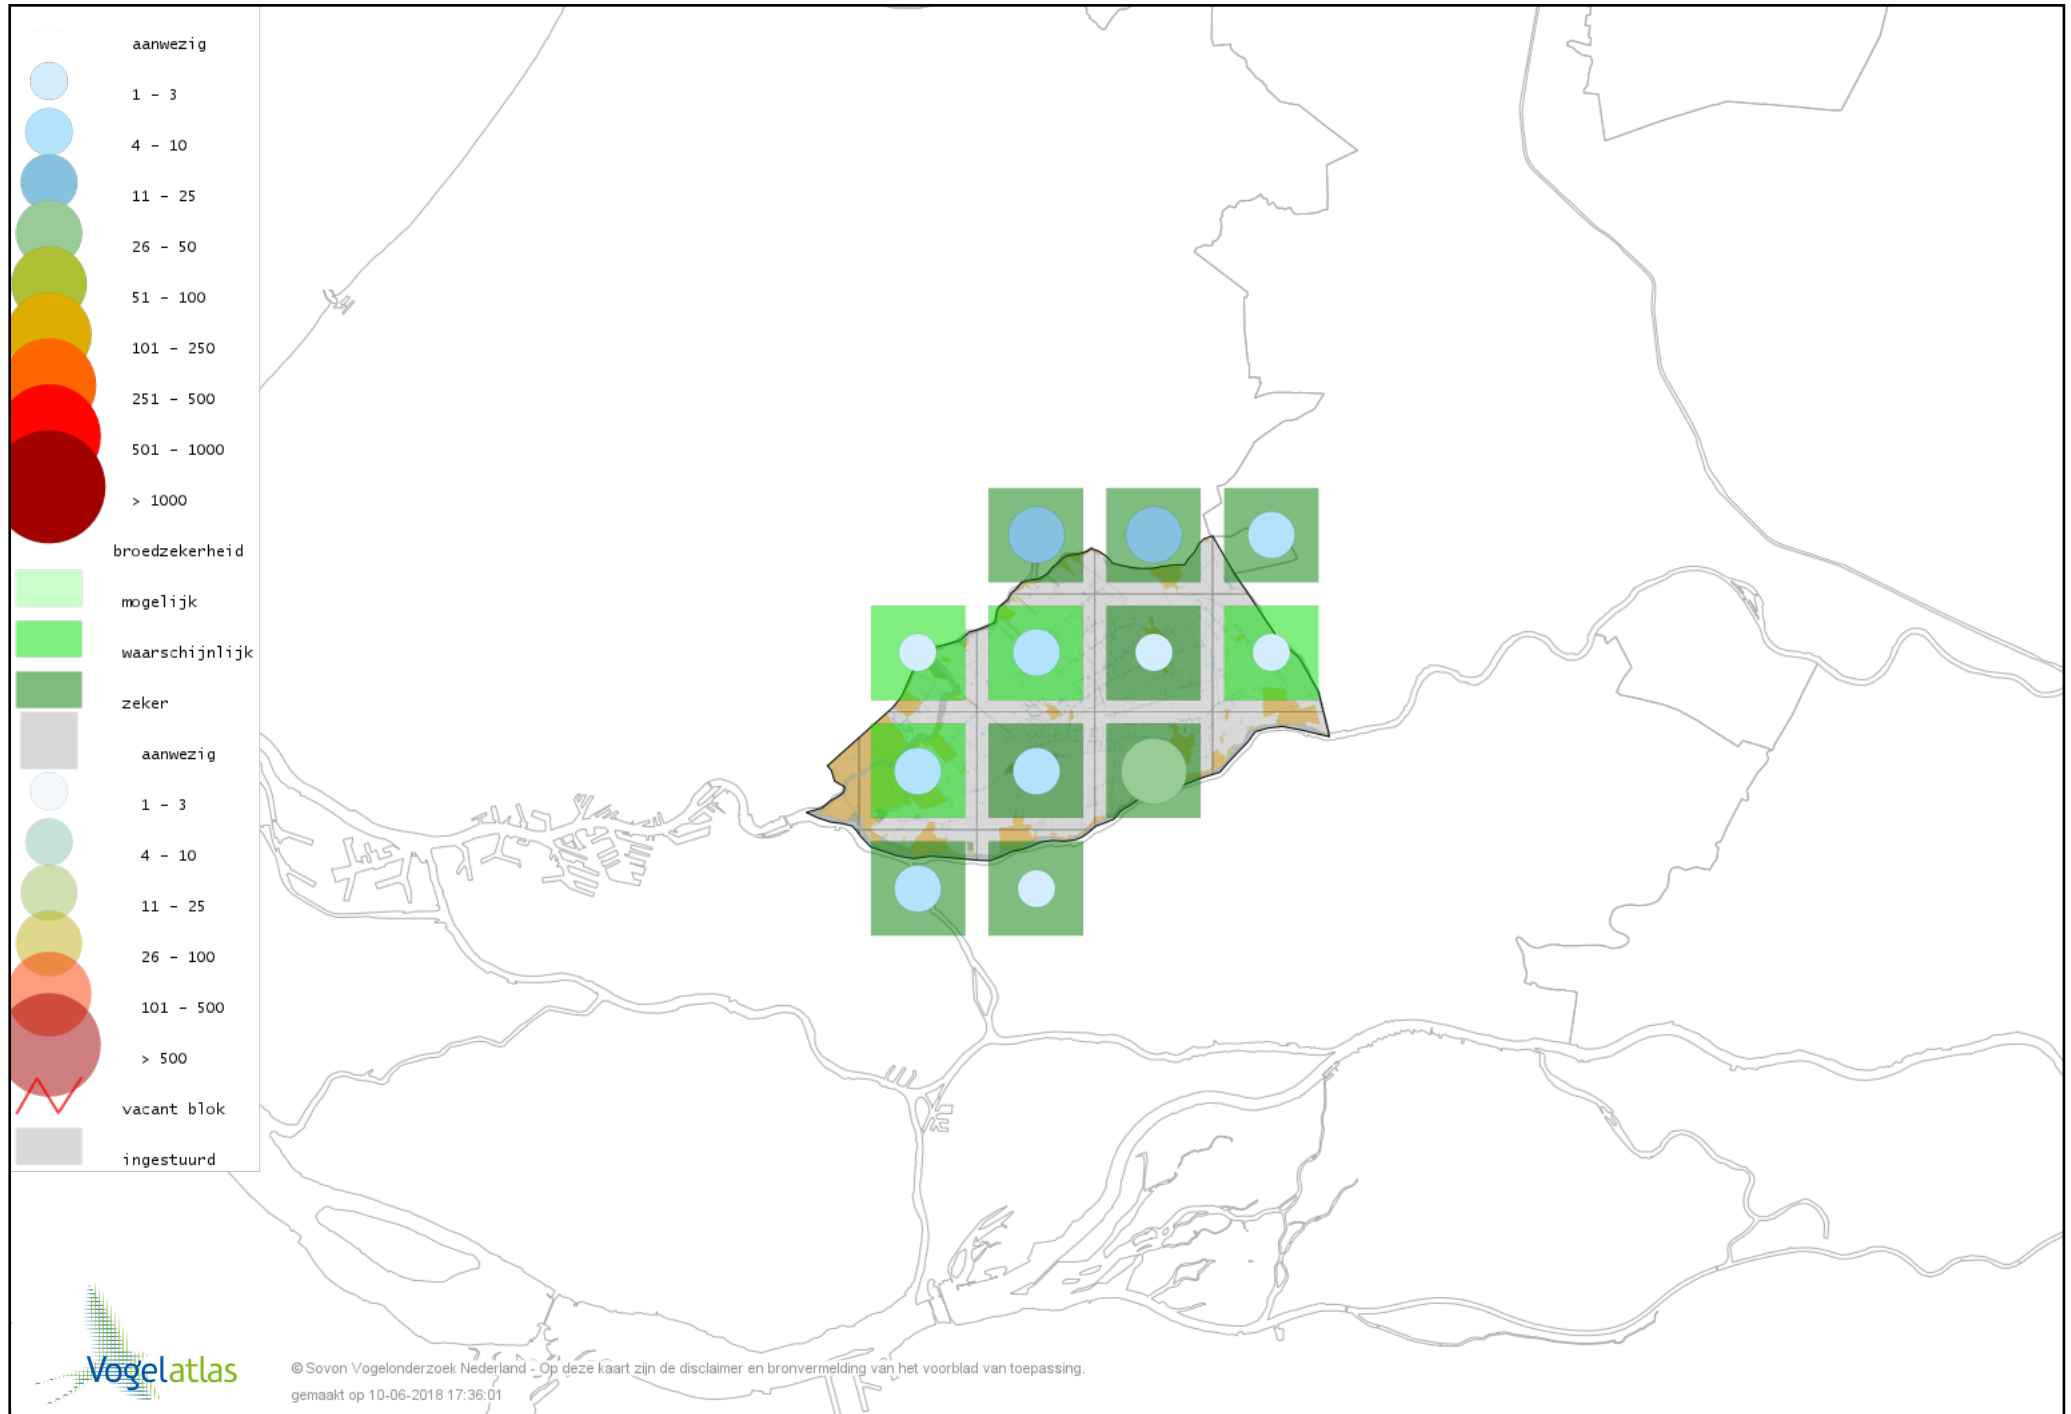 aanwezig
1 - 3
4 - 10
11 - 25
26 - 50
51 - 100
101 - 250
251 - 500
501 - 1000
> 1000
broedzekerheid
mogelijk
waarschijnlijk
zeker
aanwezig
1 - 3
4 - 10
11 - 25
26 - 100
101 - 500
> 500
vacant blok
ingestuurd
Vogelatlas
© Sovon Vogelonderzoek Nederland - Op deze kaart zijn de disclaimer en bronvermelding van het voorblad van toepassing.
gemaakt op 10-06-2018 17:36:01